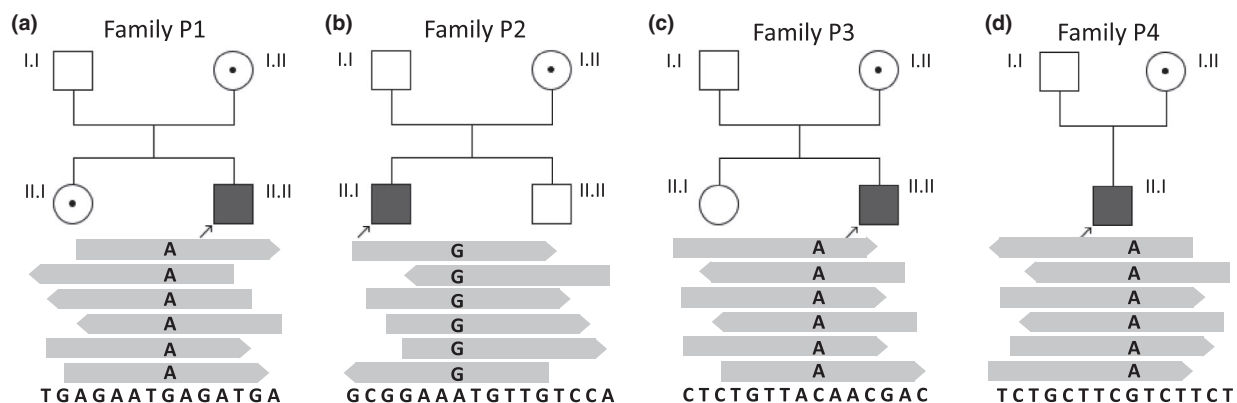 (a) Family P1
I.I
I.II
II.I
II.II
A
A
A
A
A
A
TGAGAATGAGATGA
(b) Family P2
I.I
I.II
II.I
II.II
G
G
G
G
G
G
GCGGAAATGTTGTCCA
(c) Family P3
I.I
I.II
II.I
II.II
A
A
A
A
A
A
CTCTGTTACAACGAC
(d) Family P4
I.I
I.II
II.I
A
A
A
A
A
A
TCTGCTTCGTCTTCT